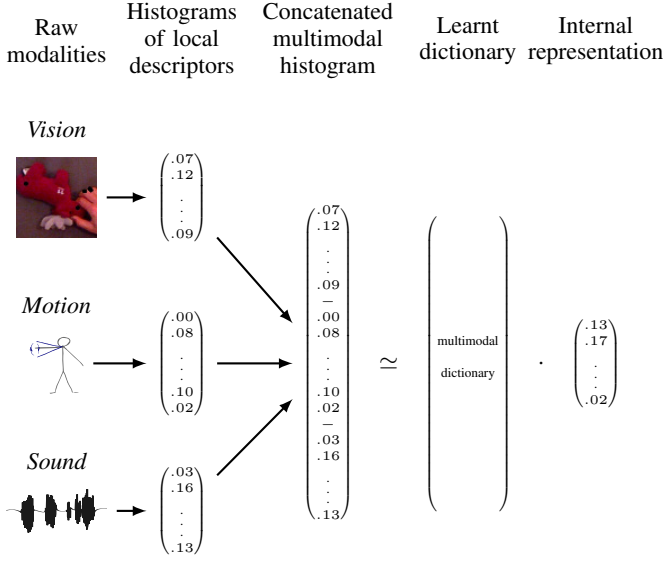 Raw
modalities
Histograms
of local
descriptors
Concatenated
multimodal
histogram
Learnt
dictionary
Internal
representation
Vision
.07
.12
.
.
.
.09
Motion
.00
.08
.
.
.
.10
.02
Sound
.03
.16
.
.
.
.13
.07
.12
.
.
.
.09
–
.00
.08
.
.
.
.10
.02
–
.03
.16
.
.
.
.13
≃
multimodal
dictionary
·
.13
.17
.
.
.
.02